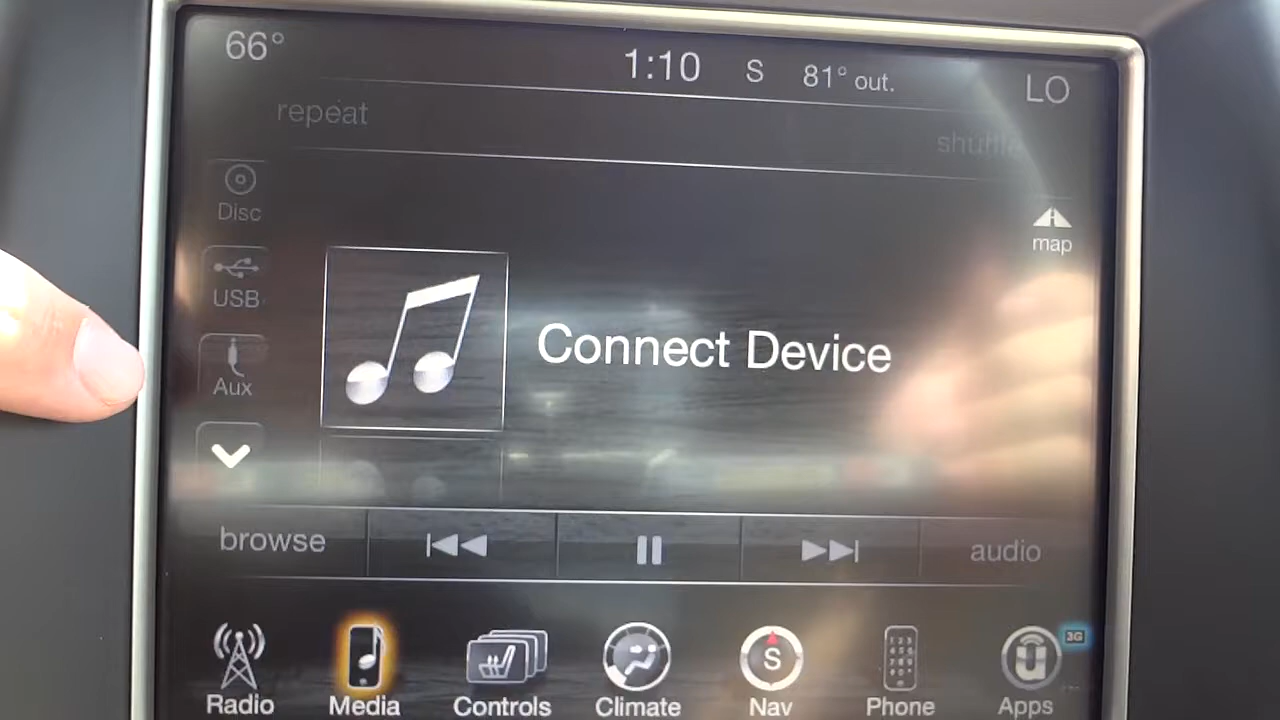 66°
1:10 S 81° out.
LO
repeat
shuffle
Disc
USB
Aux
map
Connect Device
browse
audio
3G
S
Radio
Media
Controls
Climate
Nav
Phone
Apps